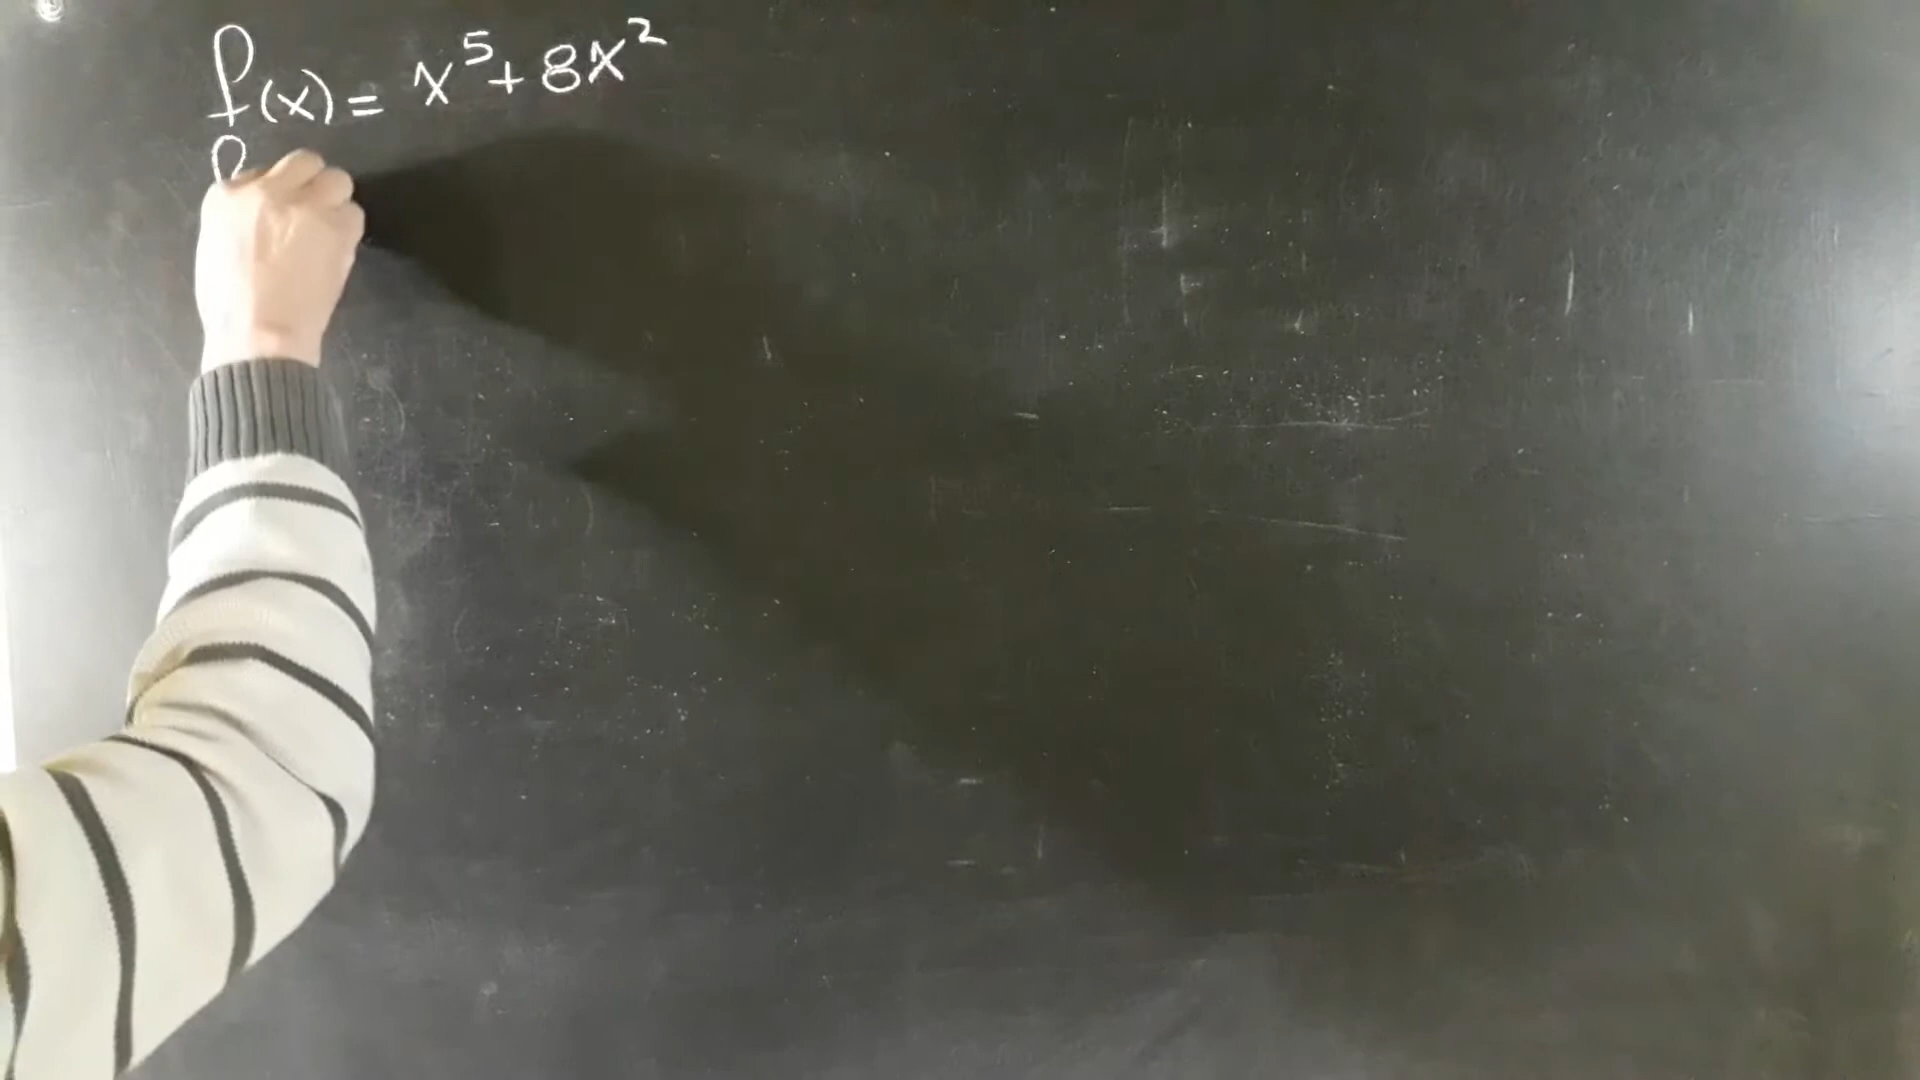 f(x) = x⁵ + 8x²
f